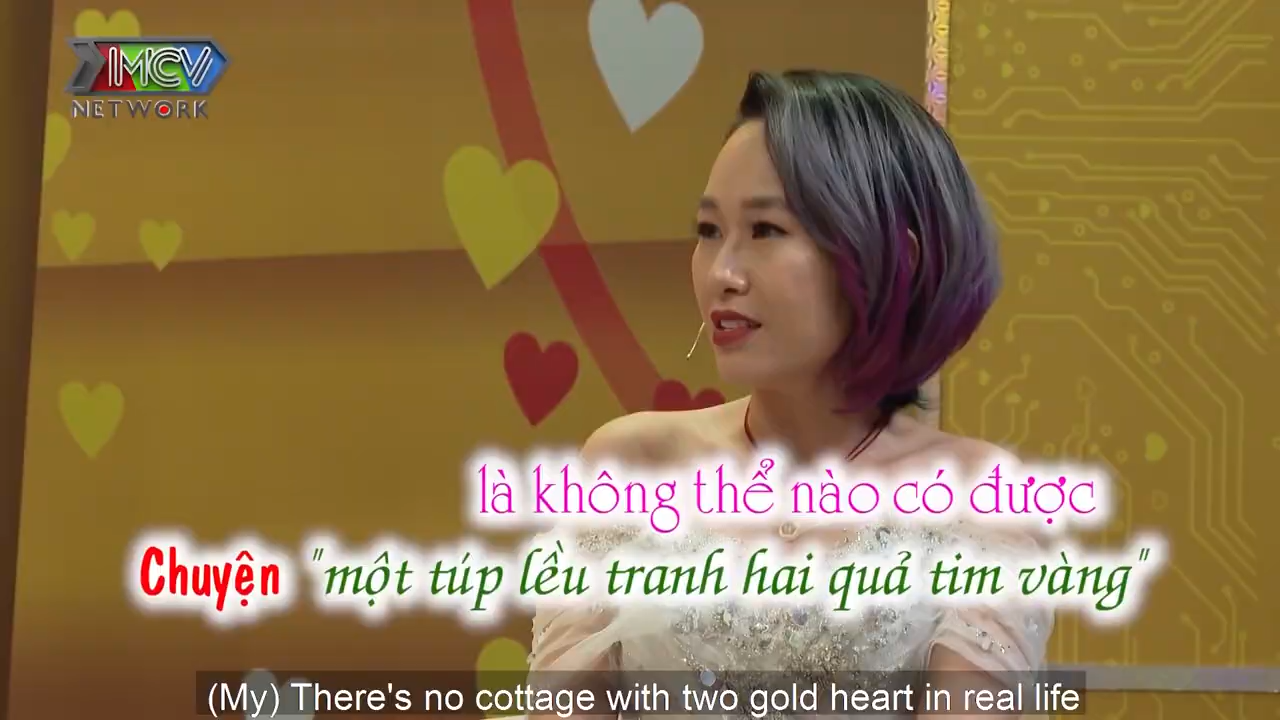 MCV
NETWORK
là không thể nào có được
Chuyện "một túp lều tranh hai quả tim vàng"
(My) There's no cottage with two gold heart in real life